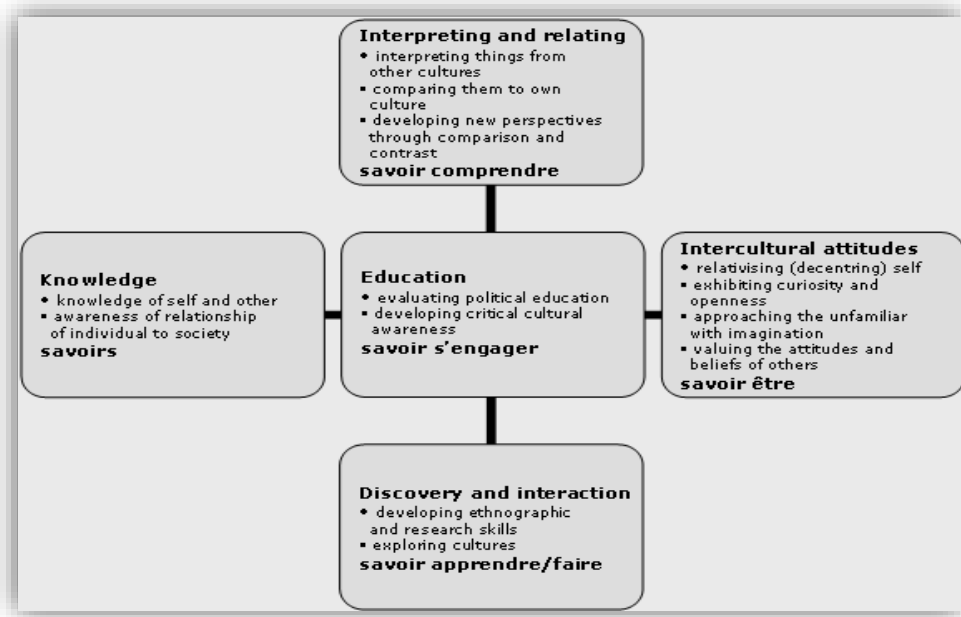 Interpreting and relating
• interpreting things from
other cultures
▪ comparing them to own
culture
▪ developing new perspectives
through comparison and
contrast
savoir comprendre
Knowledge
• knowledge of self and other
▪ awareness of relationship
of individual to society
savoirs
Education
• evaluating political education
▪ developing critical cultural
awareness
savoir s'engager
Intercultural attitudes
• relativising (decentring) self
▪ exhibiting curiosity and
openness
▪ approaching the unfamiliar
with imagination
▪ valuing the attitudes and
beliefs of others
savoir être
Discovery and interaction
• developing ethnographic
and research skills
▪ exploring cultures
savoir apprendre/faire